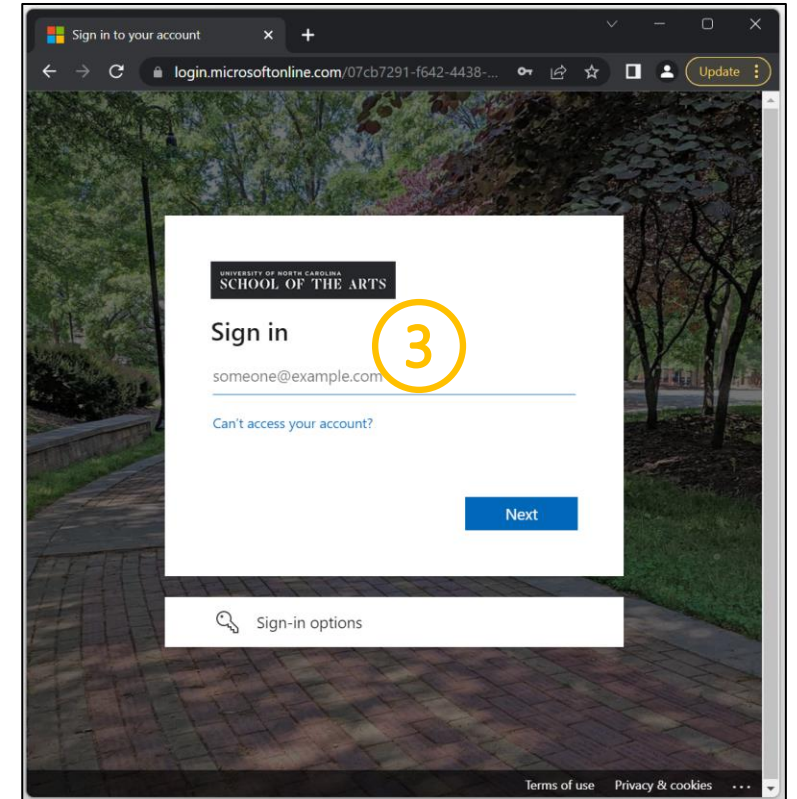 Sign in to your account
login.microsoftonline.com/07cb7291-f642-4438-...
Update
UNIVERSITY OF NORTH CAROLINA
SCHOOL OF THE ARTS
Sign in
3
someone@example.com
Can't access your account?
Next
Sign-in options
Terms of use Privacy & cookies ...